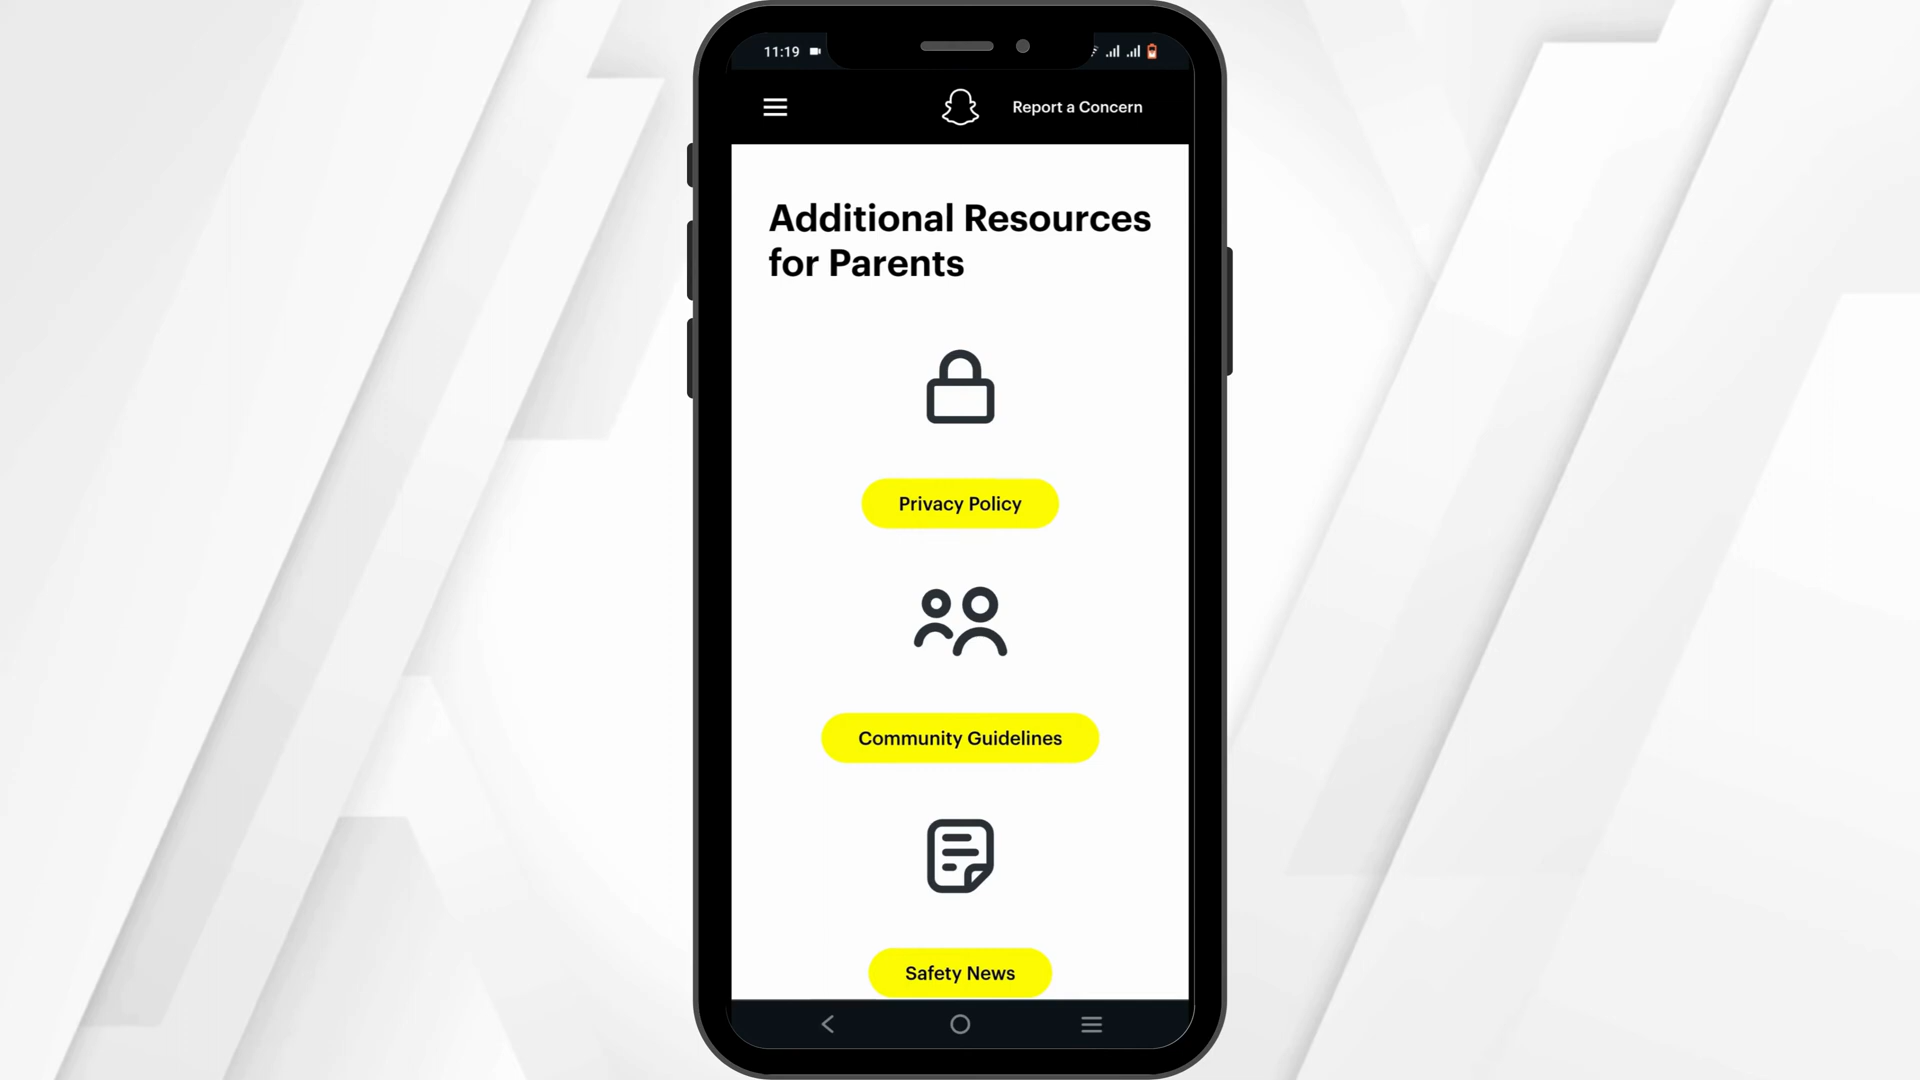 11:19
Report a Concern
Additional Resources
for Parents
Privacy Policy
Community Guidelines
Safety News